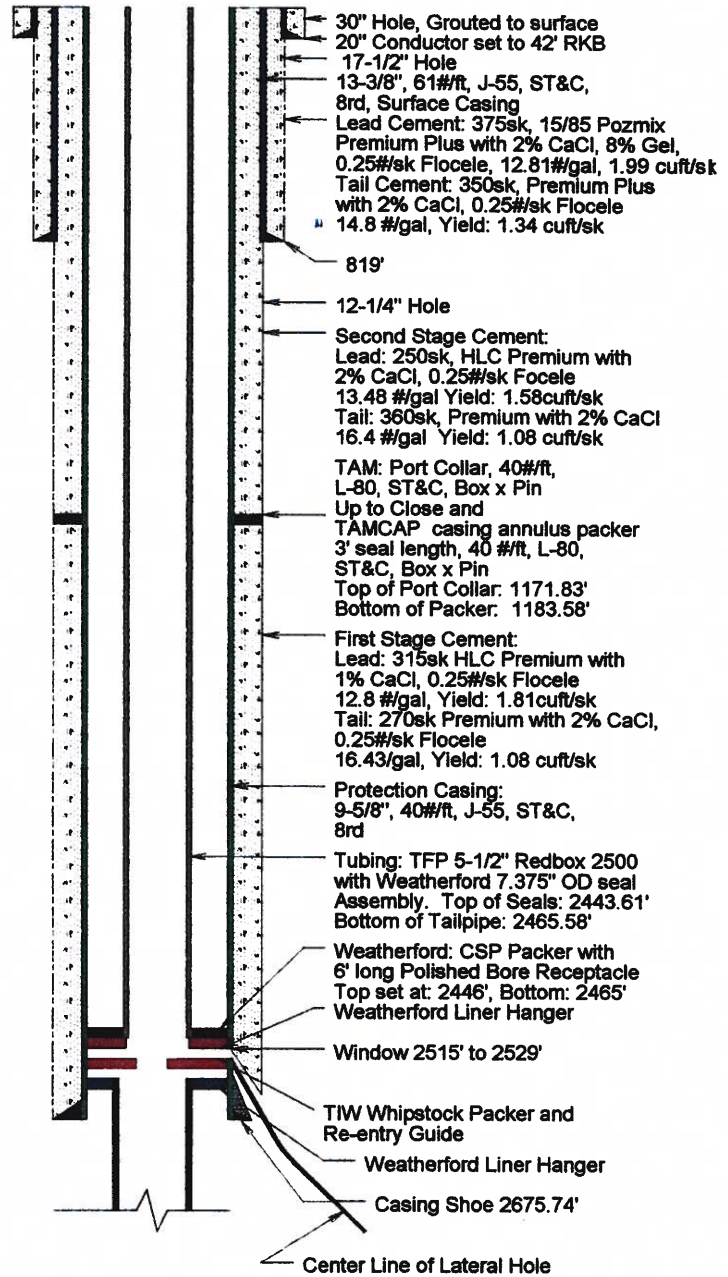 30" Hole, Grouted to surface
20" Conductor set to 42' RKB
17-1/2" Hole
13-3/8", 61#/ft, J-55, ST&C,
8rd, Surface Casing
Lead Cement: 375sk, 15/85 Pozmix
Premium Plus with 2% CaCl, 8% Gel,
0.25#/sk Flocele, 12.81#/gal, 1.99 cuft/sk
Tail Cement: 350sk, Premium Plus
with 2% CaCl, 0.25#/sk Flocele
14.8 #/gal, Yield: 1.34 cuft/sk
819'
12-1/4" Hole
Second Stage Cement:
Lead: 250sk, HLC Premium with
2% CaCl, 0.25#/sk Focele
13.48 #/gal Yield: 1.58cuft/sk
Tail: 360sk, Premium with 2% CaCl
16.4 #/gal Yield: 1.08 cuft/sk
TAM: Port Collar, 40#/ft,
L-80, ST&C, Box x Pin
Up to Close and
TAMCAP casing annulus packer
3' seal length, 40 #/ft, L-80,
ST&C, Box x Pin
Top of Port Collar: 1171.83'
Bottom of Packer: 1183.58'
First Stage Cement:
Lead: 315sk HLC Premium with
1% CaCl, 0.25#/sk Flocele
12.8 #/gal, Yield: 1.81cuft/sk
Tail: 270sk Premium with 2% CaCl,
0.25#/sk Flocele
16.43/gal, Yield: 1.08 cuft/sk
Protection Casing:
9-5/8", 40#/ft, J-55, ST&C,
8rd
Tubing: TFP 5-1/2" Redbox 2500
with Weatherford 7.375" OD seal
Assembly. Top of Seals: 2443.61'
Bottom of Tailpipe: 2465.58'
Weatherford: CSP Packer with
6' long Polished Bore Receptacle
Top set at: 2446', Bottom: 2465'
Weatherford Liner Hanger
Window 2515' to 2529'
TIW Whipstock Packer and
Re-entry Guide
Weatherford Liner Hanger
Casing Shoe 2675.74'
Center Line of Lateral Hole